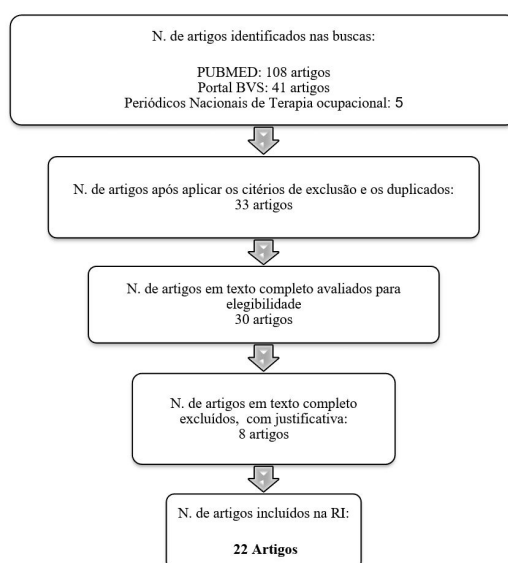 N. de artigos identificados nas buscas:
PUBMED: 108 artigos
Portal BVS: 41 artigos
Periódicos Nacionais de Terapia ocupacional: 5
N. de artigos após aplicar os citérios de exclusão e os duplicados:
33 artigos
N. de artigos em texto completo avaliados para
elegibilidade
30 artigos
N. de artigos em texto completo
excluídos, com justificativa:
8 artigos
N. de artigos incluídos na RI:
22 Artigos